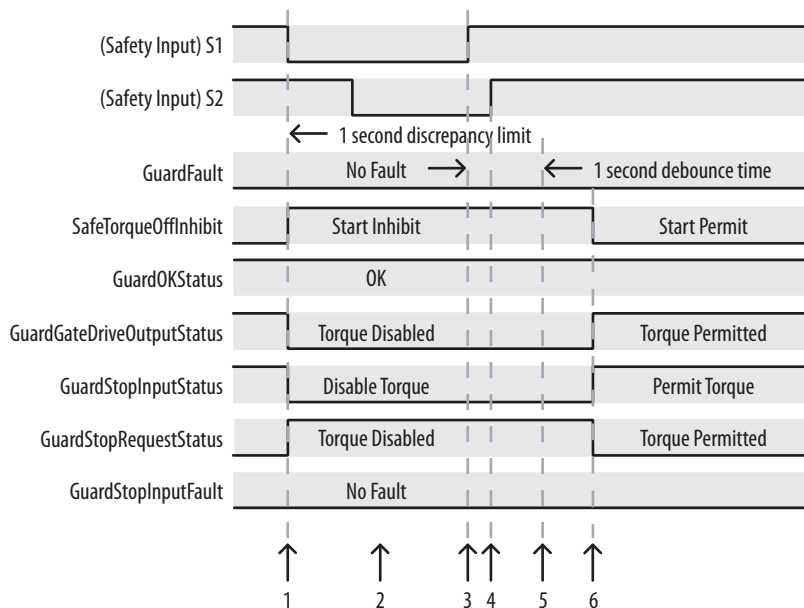 (Safety Input) S1
(Safety Input) S2
1 second discrepancy limit
GuardFault
No Fault
1 second debounce time
SafeTorqueOffInhibit
Start Inhibit
Start Permit
GuardOKStatus
OK
GuardGateDriveOutputStatus
Torque Disabled
Torque Permitted
GuardStopInputStatus
Disable Torque
Permit Torque
GuardStopRequestStatus
Torque Disabled
Torque Permitted
GuardStopInputFault
No Fault
1 2 3 4 5 6